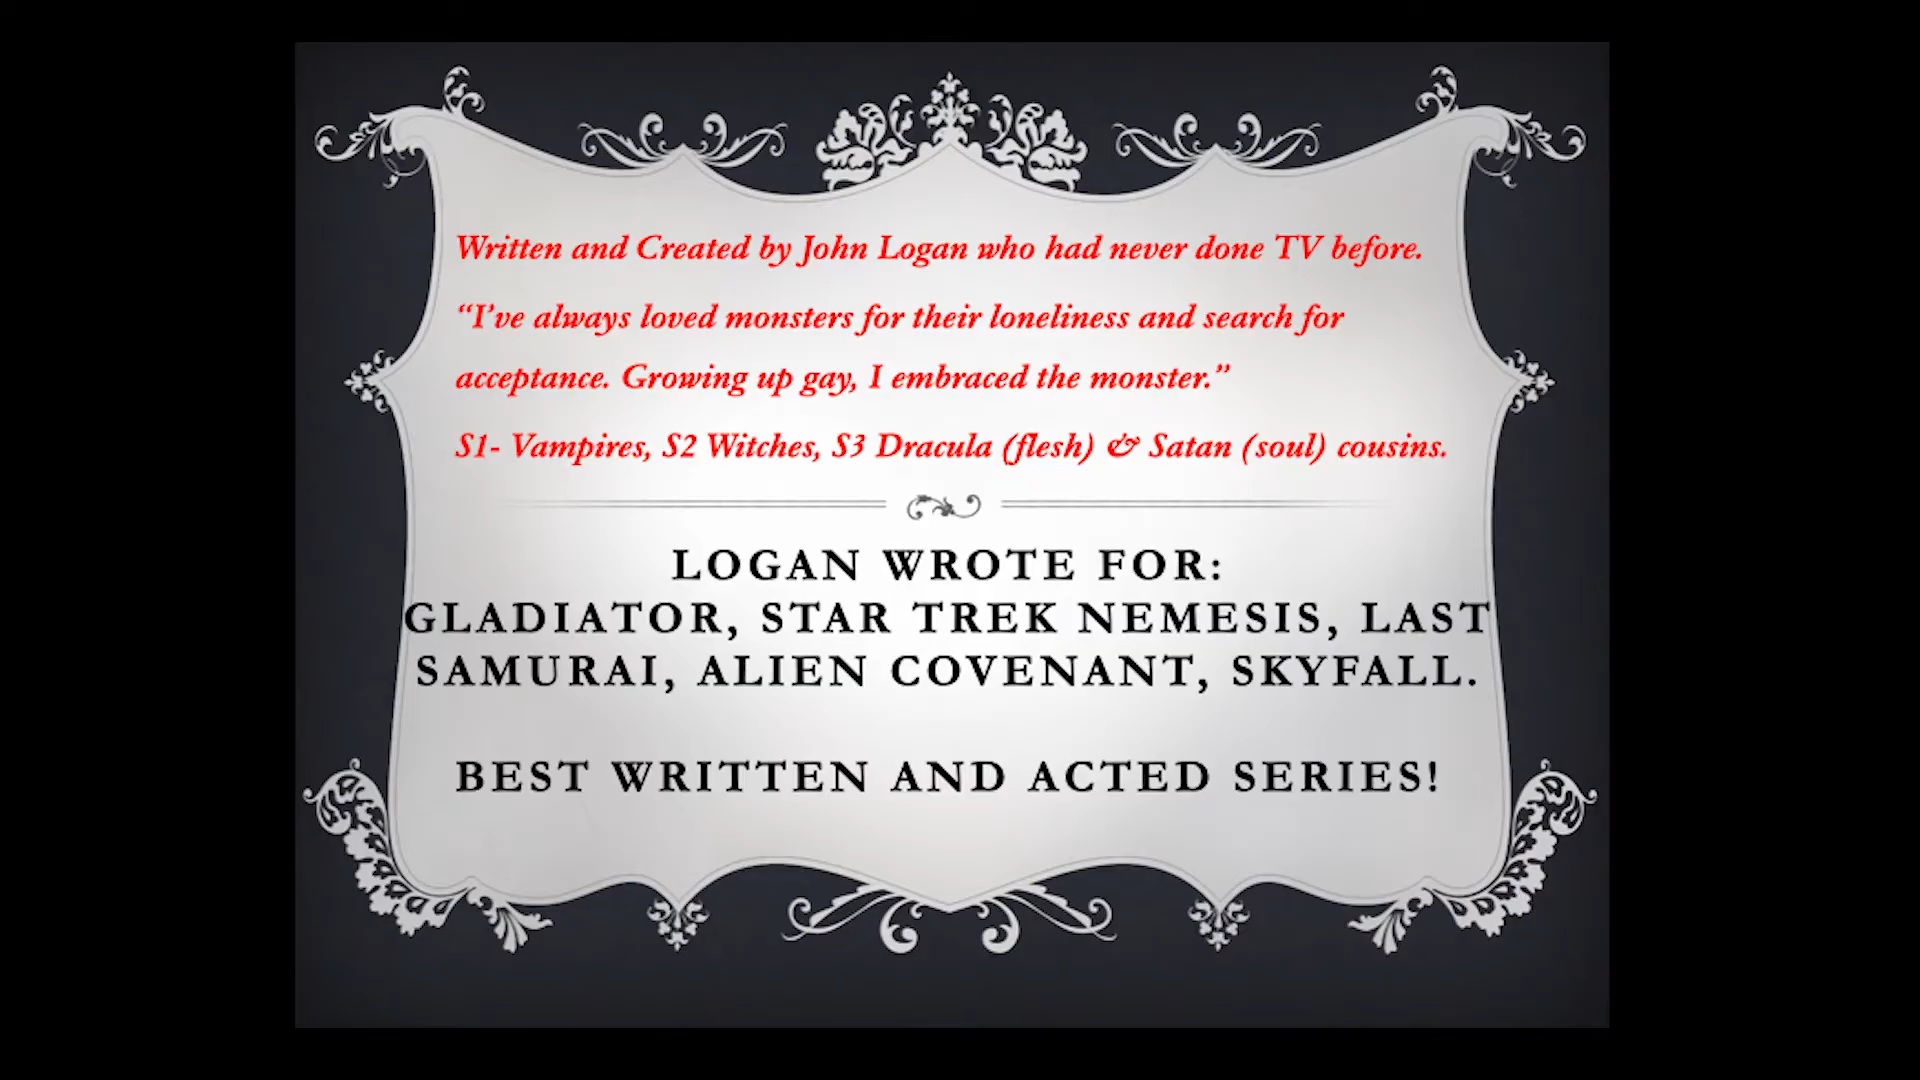 Written and Created by John Logan who had never done TV before.
“I’ve always loved monsters for their loneliness and search for
acceptance. Growing up gay, I embraced the monster.”
S1- Vampires, S2 Witches, S3 Dracula (flesh) & Satan (soul) cousins.
LOGAN WROTE FOR:
GLADIATOR, STAR TREK NEMESIS, LAST
SAMURAI, ALIEN COVENANT, SKYFALL.
BEST WRITTEN AND ACTED SERIES!